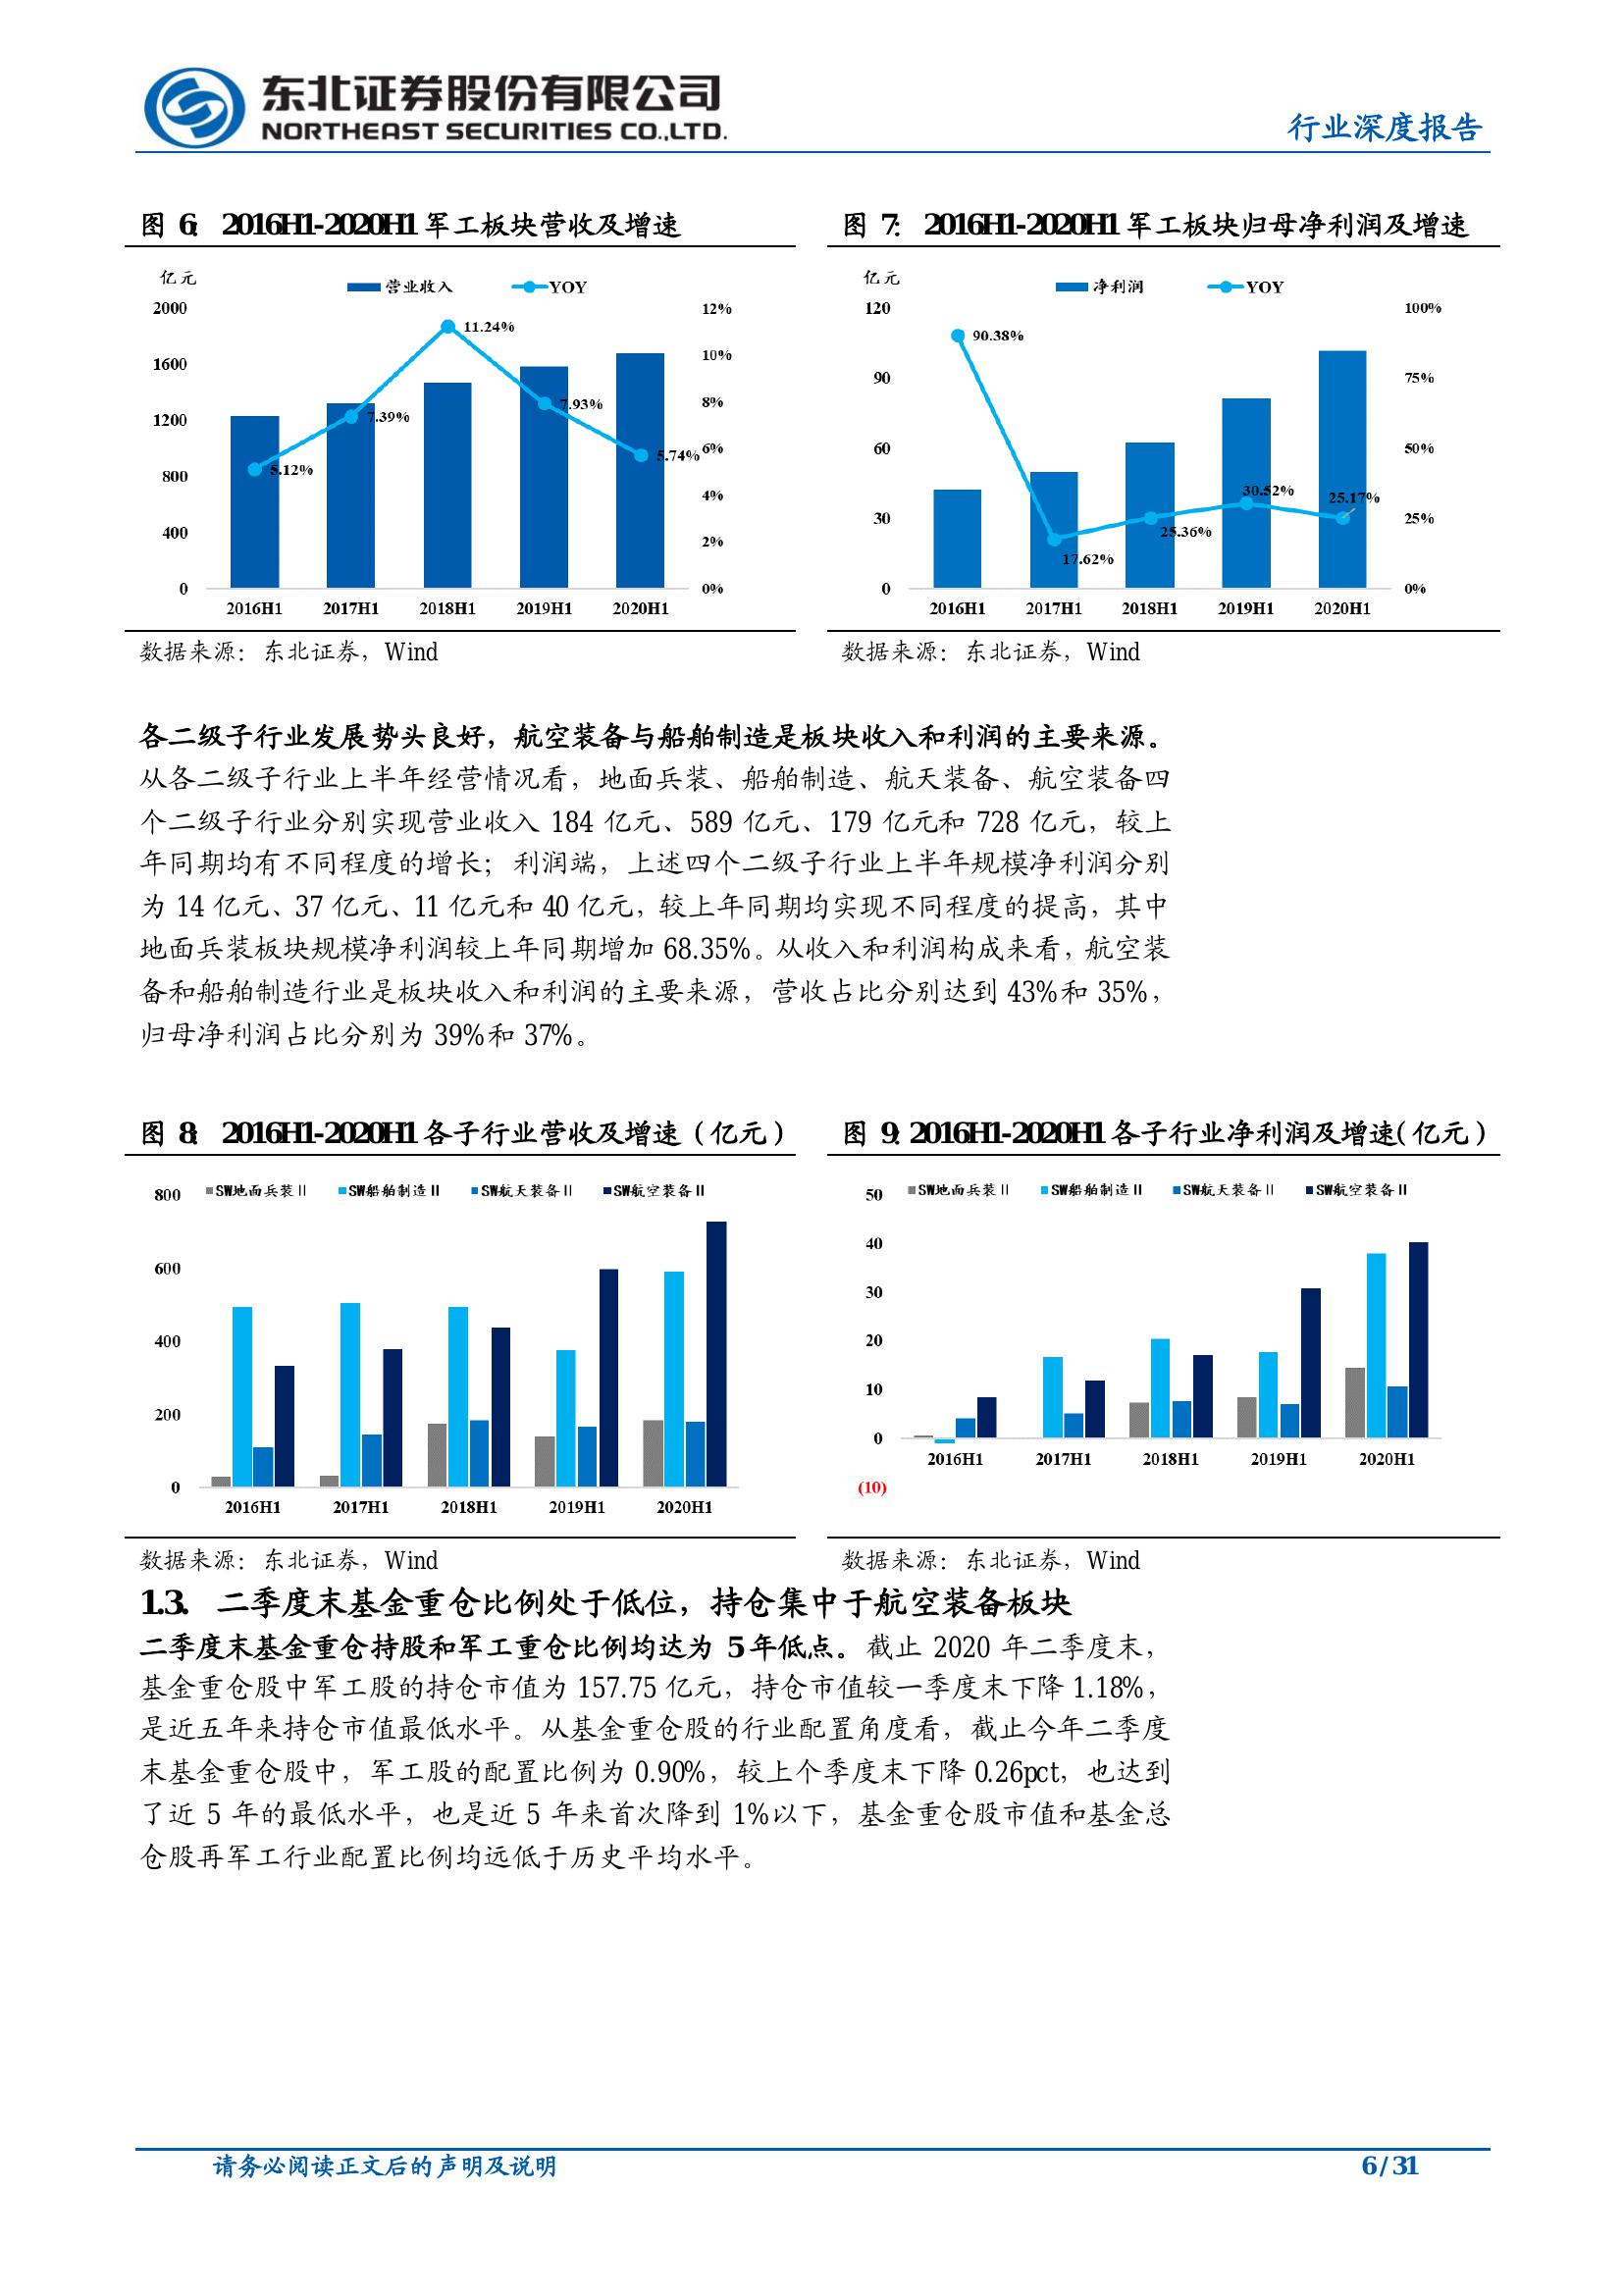 东北证券股份有限公司
NORTHEAST SECURITIES CO.,LTD.
行业深度报告
图 6: 2016H1-2020H1 军工板块营收及增速
亿元
营业收入 YOY
2000
1600
1200
800
400
0
12%
10%
8%
6%
4%
2%
0%
5.12%
7.39%
11.24%
7.93%
5.74%
2016H1 2017H1 2018H1 2019H1 2020H1
数据来源：东北证券，Wind
图 7: 2016H1-2020H1 军工板块归母净利润及增速
亿元
净利润 YOY
120
90
60
30
0
100%
75%
50%
25%
0%
90.38%
17.62%
25.36%
30.52%
25.17%
2016H1 2017H1 2018H1 2019H1 2020H1
数据来源：东北证券，Wind
各二级子行业发展势头良好，航空装备与船舶制造是板块收入和利润的主要来源。
从各二级子行业上半年经营情况看，地面兵装、船舶制造、航天装备、航空装备四
个二级子行业分别实现营业收入 184 亿元、589 亿元、179 亿元和 728 亿元，较上
年同期均有不同程度的增长；利润端，上述四个二级子行业上半年规模净利润分别
为 14 亿元、37 亿元、11 亿元和 40 亿元，较上年同期均实现不同程度的提高，其中
地面兵装板块规模净利润较上年同期增加 68.35%。从收入和利润构成来看，航空装
备和船舶制造行业是板块收入和利润的主要来源，营收占比分别达到 43%和 35%，
归母净利润占比分别为 39%和 37%。
图 8: 2016H1-2020H1 各子行业营收及增速（亿元）
SW地面兵装Ⅱ SW船舶制造Ⅱ SW航天装备Ⅱ SW航空装备Ⅱ
800
600
400
200
0
2016H1 2017H1 2018H1 2019H1 2020H1
数据来源：东北证券，Wind
图 9: 2016H1-2020H1 各子行业净利润及增速（亿元）
SW地面兵装Ⅱ SW船舶制造Ⅱ SW航天装备Ⅱ SW航空装备Ⅱ
50
40
30
20
10
0
(10)
2016H1 2017H1 2018H1 2019H1 2020H1
数据来源：东北证券，Wind
1.3. 二季度末基金重仓比例处于低位，持仓集中于航空装备板块
二季度末基金重仓持股和军工重仓比例均达为 5 年低点。截止 2020 年二季度末，
基金重仓股中军工股的持仓市值为 157.75 亿元，持仓市值较一季度末下降 1.18%，
是近五年来持仓市值最低水平。从基金重仓股的行业配置角度看，截止今年二季度
末基金重仓股中，军工股的配置比例为 0.90%，较上个季度末下降 0.26pct，也达到
了近 5 年的最低水平，也是近 5 年来首次降到 1%以下，基金重仓股市值和基金总
仓股再军工行业配置比例均远低于历史平均水平。
请务必阅读正文后的声明及说明
6 / 31